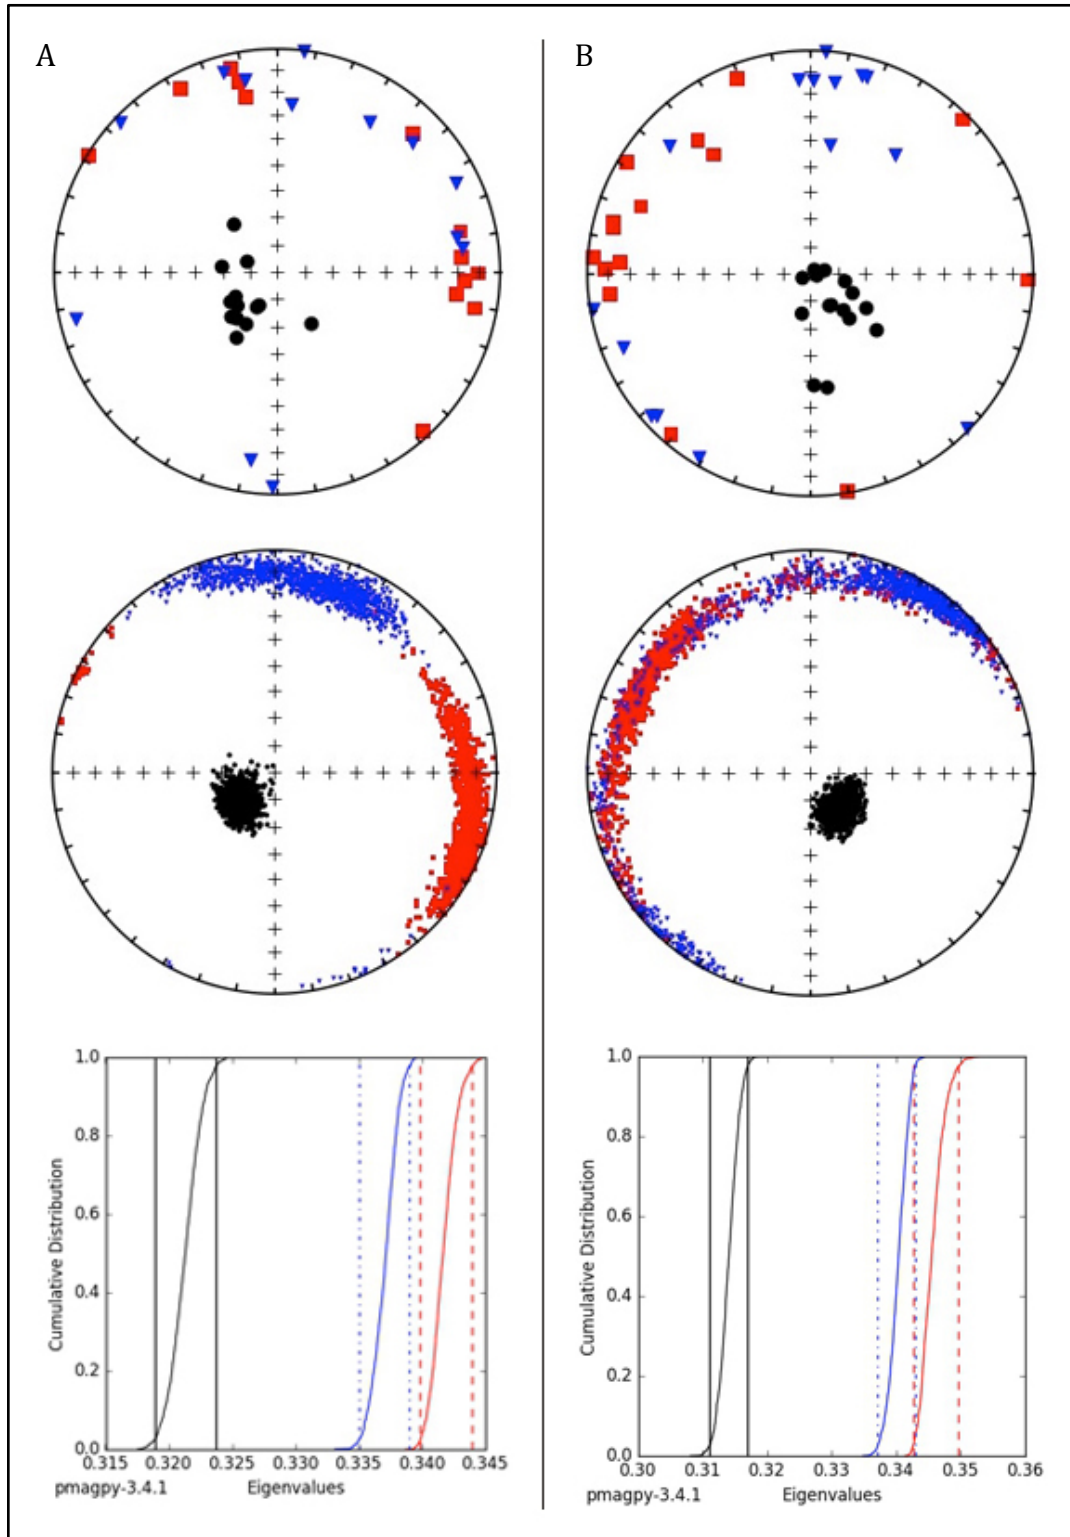 A
B
1.0
0.8
0.6
0.4
0.2
0.0
Cumulative Distribution
0.315 0.320 0.325 0.330 0.335 0.340 0.345
pmagpy-3.4.1 Eigenvalues
1.0
0.8
0.6
0.4
0.2
0.0
Cumulative Distribution
0.30 0.31 0.32 0.33 0.34 0.35 0.36
pmagpy-3.4.1 Eigenvalues